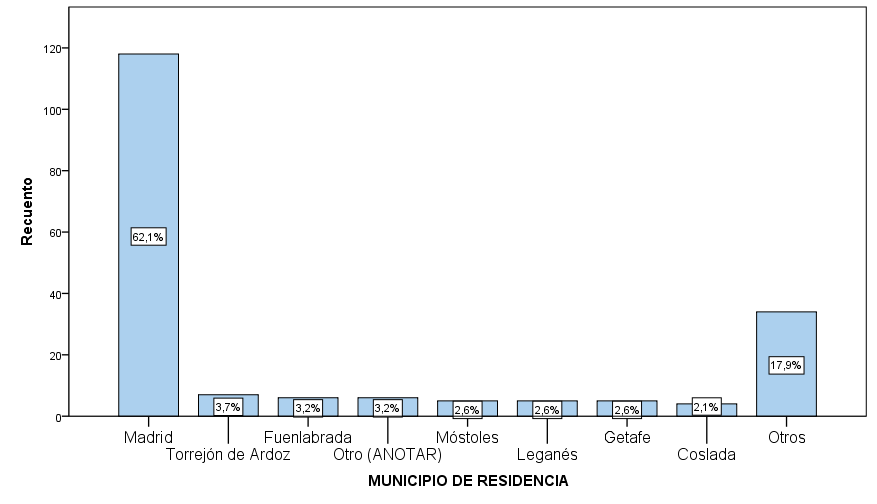 120
100
80
60
40
20
0
Recuento
62,1%
3,7%
3,2%
3,2%
2,6%
2,6%
2,6%
2,1%
17,9%
Madrid
Torrejón de Ardoz
Fuenlabrada
Otro (ANOTAR)
Móstoles
Leganés
Getafe
Coslada
Otros
MUNICIPIO DE RESIDENCIA